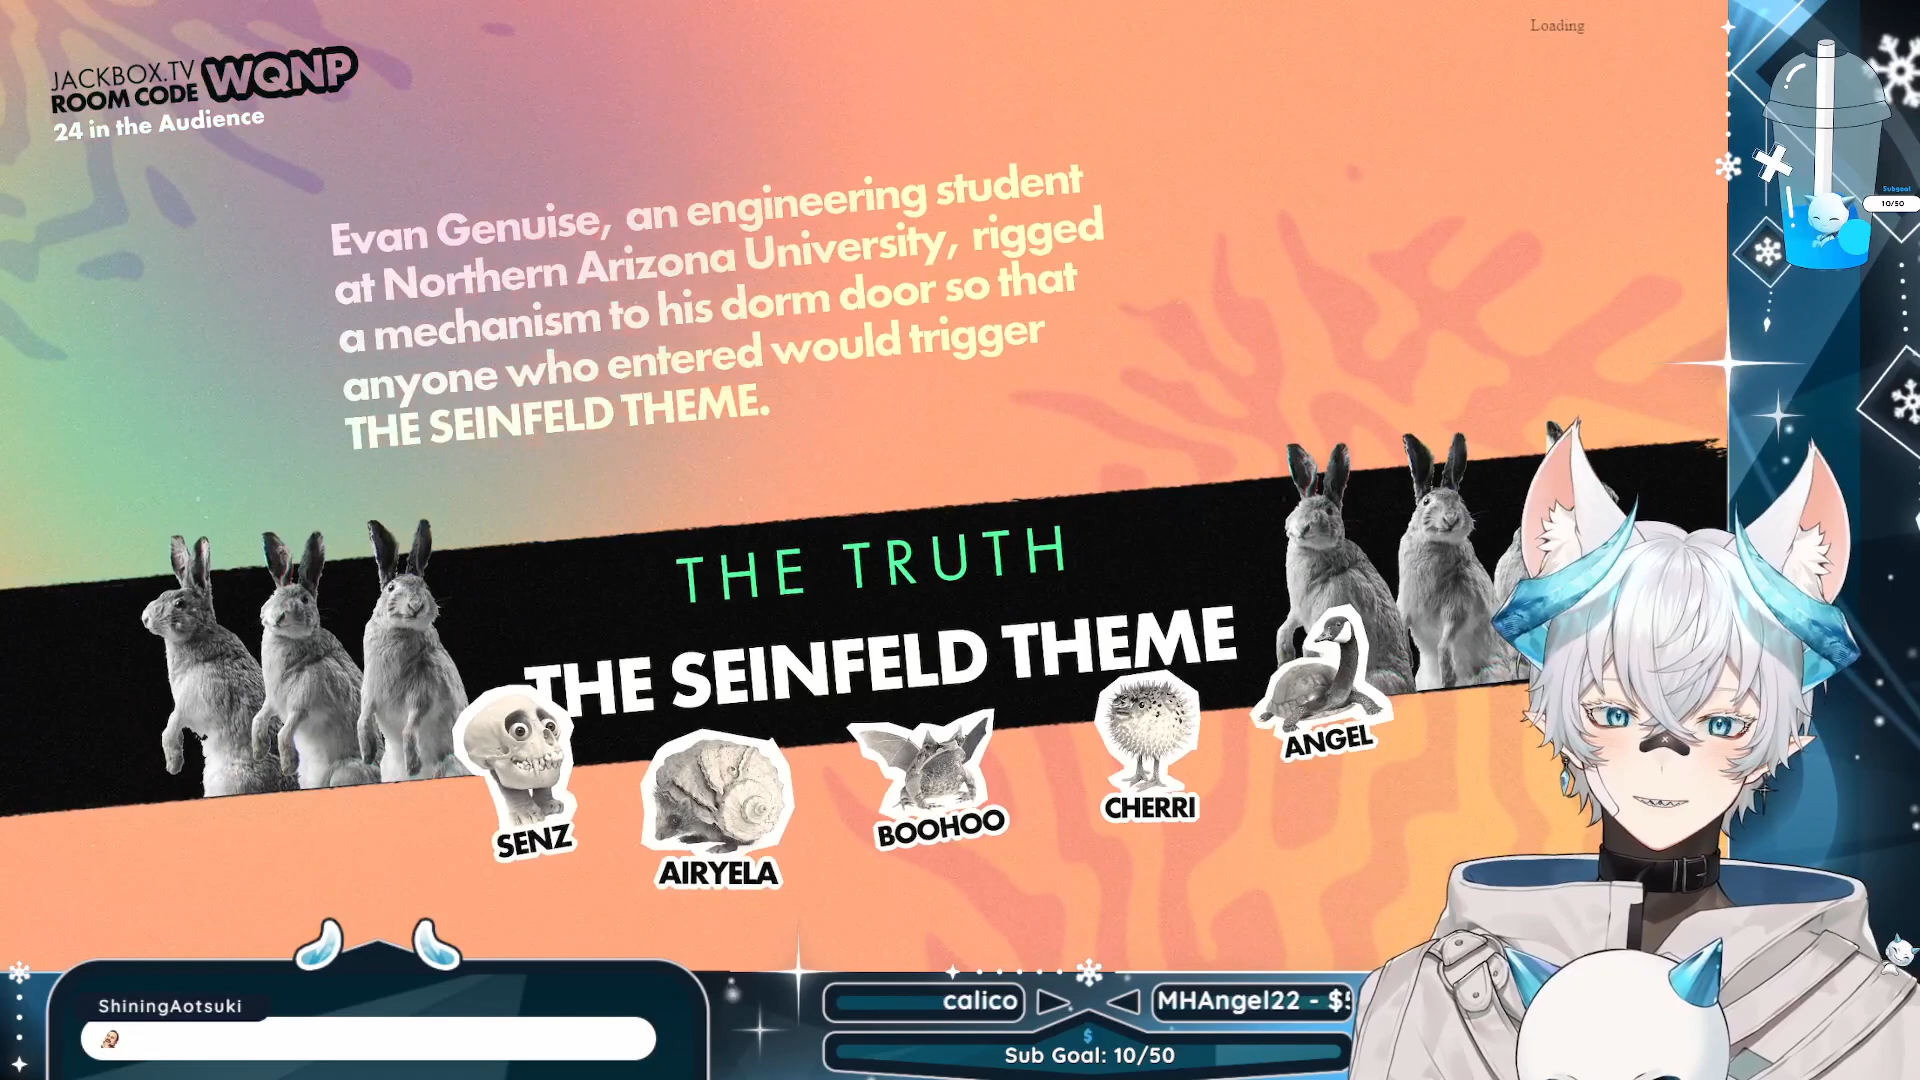 Loading
JACKBOX.TV
ROOM CODE
WQNP
24 in the Audience
Evan Genuise, an engineering student
at Northern Arizona University, rigged
a mechanism to his dorm door so that
anyone who entered would trigger
THE SEINFELD THEME.
THE TRUTH
THE SEINFELD THEME
SENZ
AIRYELA
BOOHOO
CHERRI
ANGEL
Subgoal
10/50
ShiningAotsuki
calico
MHAngel22 - $
$
Sub Goal: 10/50